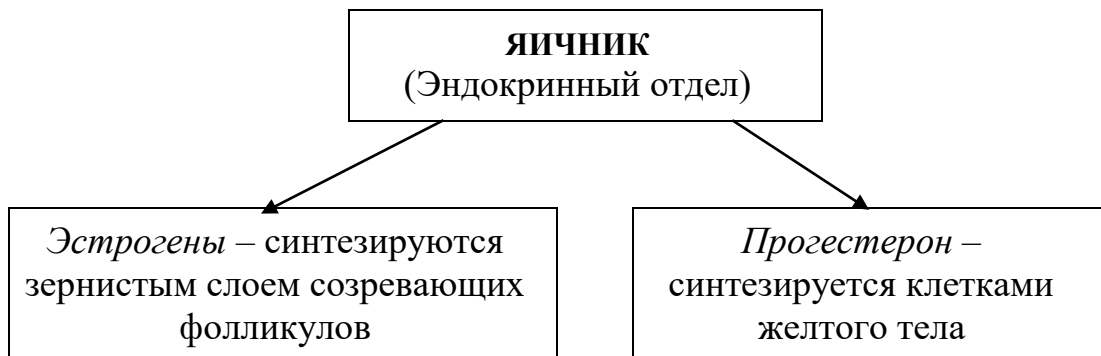 ЯИЧНИК
(Эндокринный отдел)
Эстрогены – синтезируются
зернистым слоем созревающих
фолликулов
Прогестерон –
синтезируется клетками
желтого тела